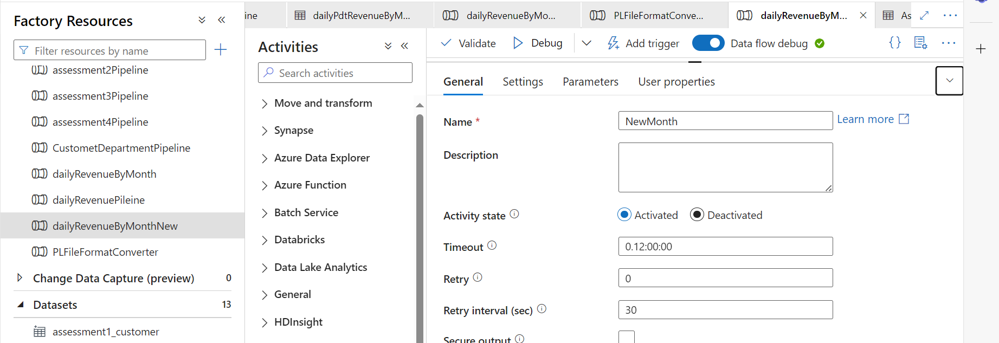 Factory Resources
Filter resources by name
assessment2Pipeline
assessment3Pipeline
assessment4Pipeline
CustometDepartmentPipeline
dailyRevenueByMonth
dailyRevenuePileine
dailyRevenueByMonthNew
PLFileFormatConverter
Change Data Capture (preview) 0
Datasets 13
assessment1_customer
ine
dailyPdtRevenueByM...
dailyRevenueByMo...
PLFileFormatConve...
dailyRevenueByM...
As
Activities
Search activities
Move and transform
Synapse
Azure Data Explorer
Azure Function
Batch Service
Databricks
Data Lake Analytics
General
HDInsight
Validate Debug Add trigger Data flow debug
General Settings Parameters User properties
Name * NewMonth Learn more
Description
Activity state Activated Deactivated
Timeout 0.12:00:00
Retry 0
Retry interval (sec) 30
Secure output